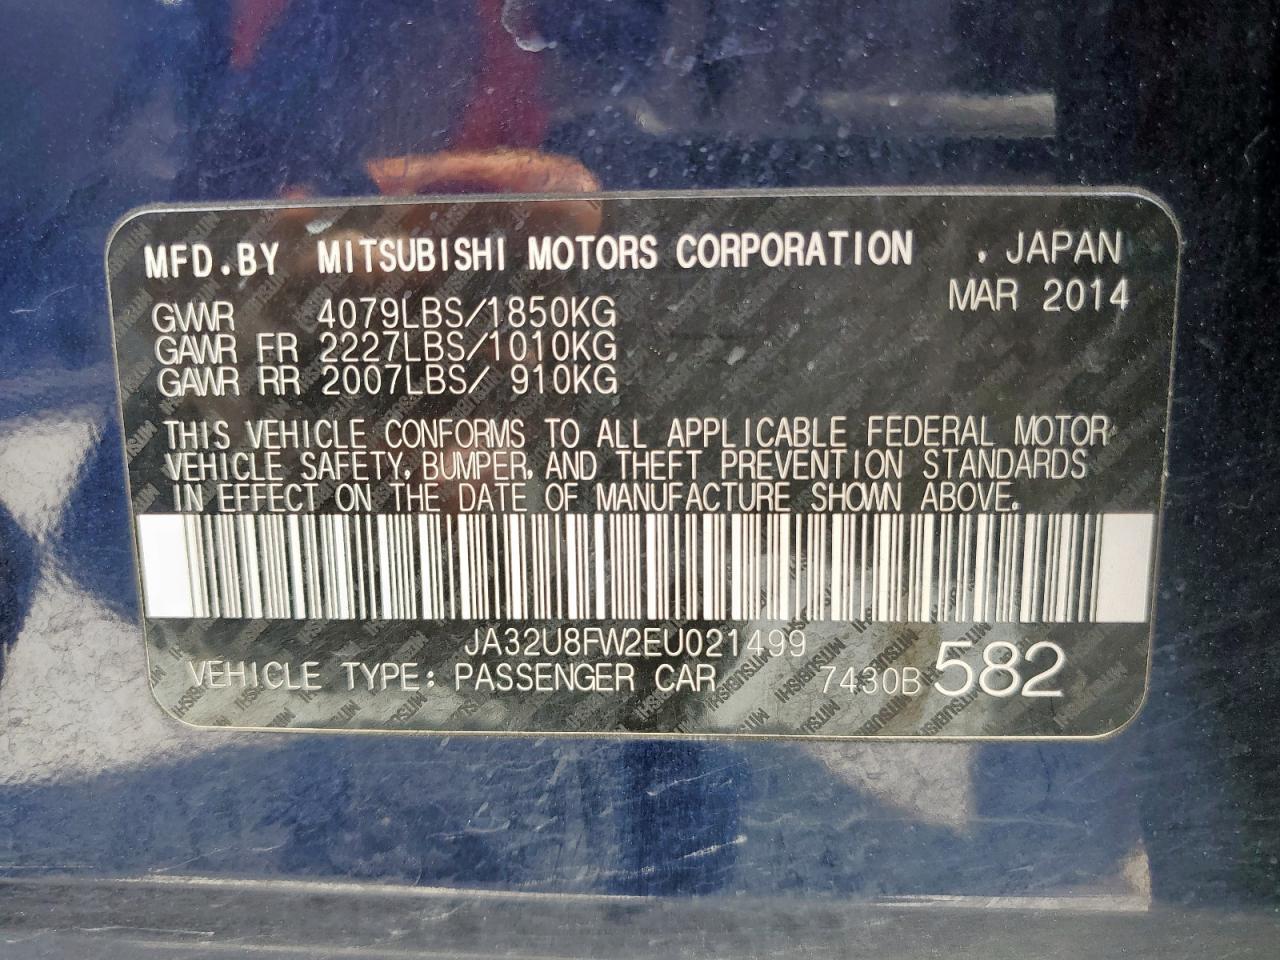 MFD.BY MITSUBISHI MOTORS CORPORATION . JAPAN
MAR 2014
GVWR 4079LBS/1850KG
GAWR FR 2227LBS/1010KG
GAWR RR 2007LBS/ 910KG
THIS VEHICLE CONFORMS TO ALL APPLICABLE FEDERAL MOTOR
VEHICLE SAFETY, BUMPER, AND THEFT PREVENTION STANDARDS
IN EFFECT ON THE DATE OF MANUFACTURE SHOWN ABOVE.
JA32U8FW2EU021499
VEHICLE TYPE: PASSENGER CAR 7430B 582